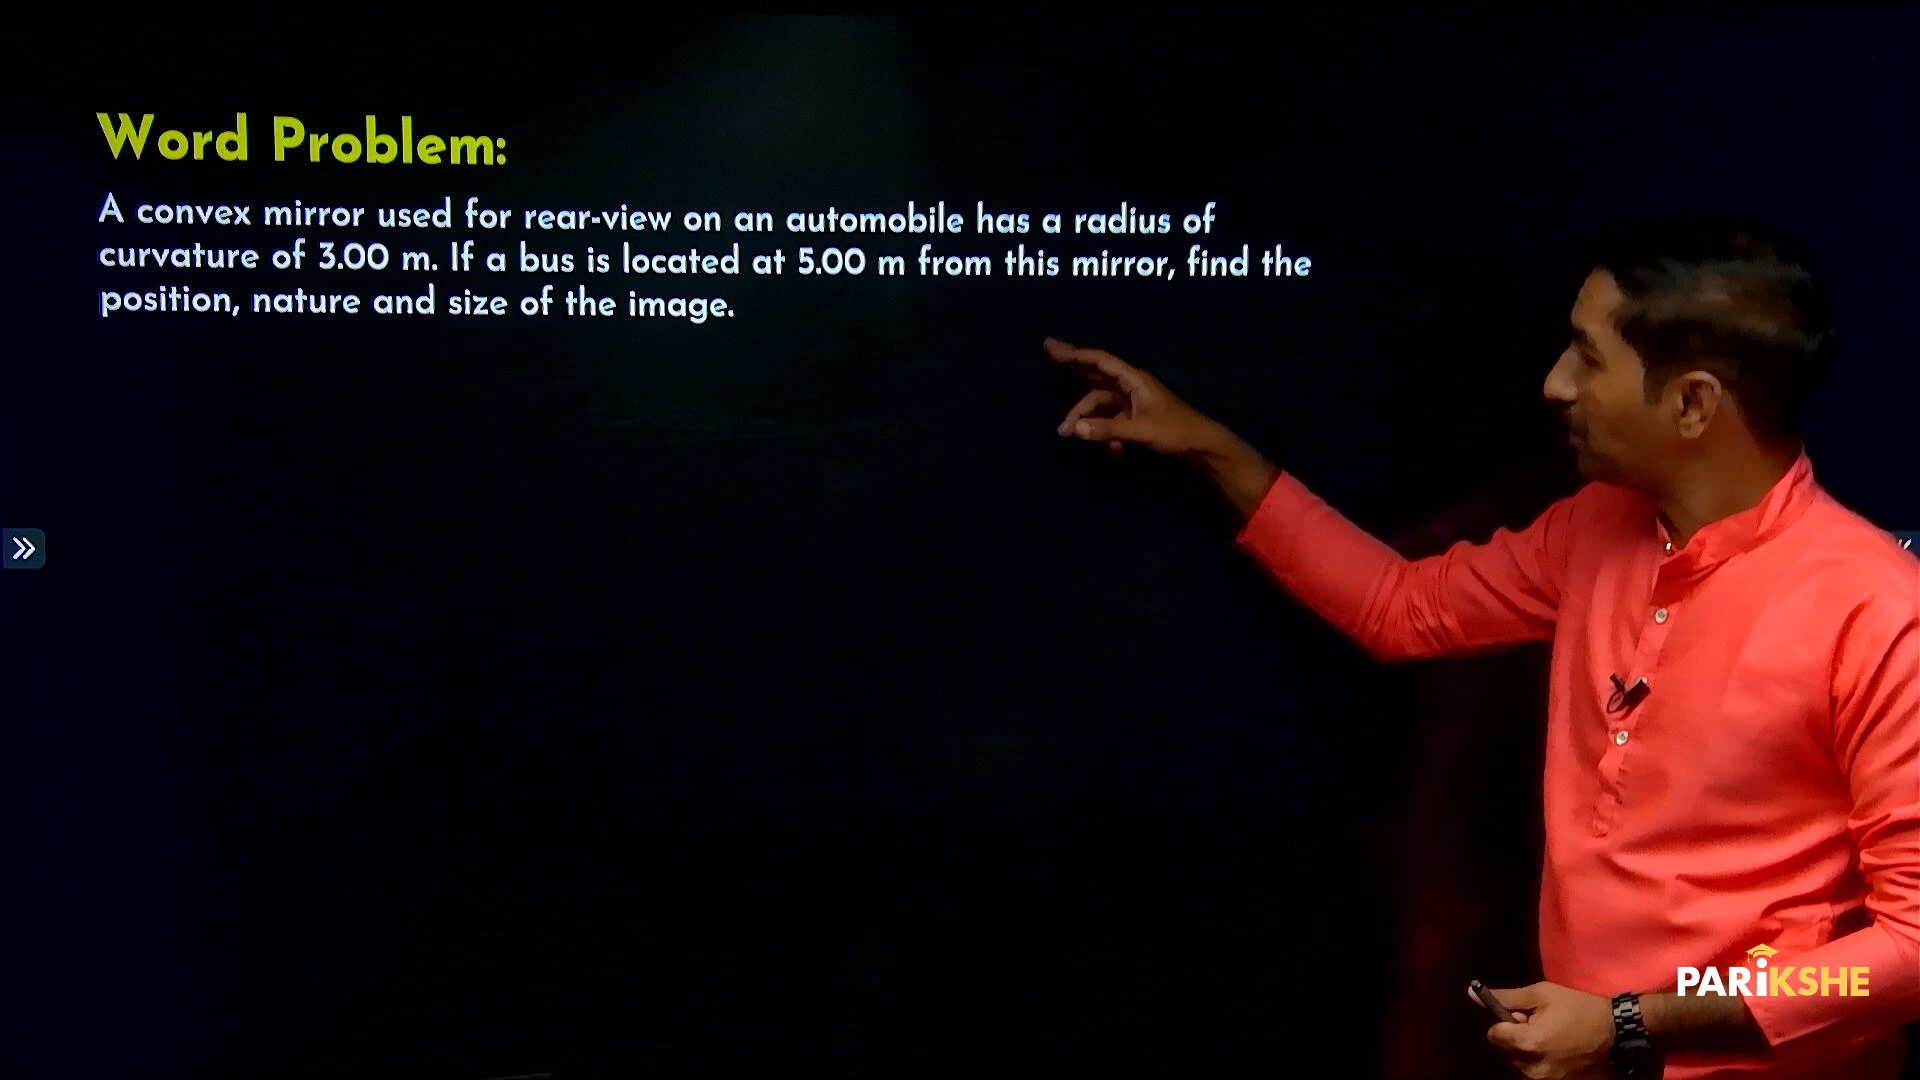 Word Problem:
A convex mirror used for rear-view on an automobile has a radius of
curvature of 3.00 m. If a bus is located at 5.00 m from this mirror, find the
position, nature and size of the image.
PARiKSHE